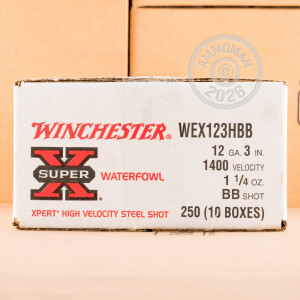 AMMOMAN
2026
WINCHESTER
WEX123HBB
SUPER X
WATERFOWL
12 GA. 3 IN.
1400 VELOCITY
1 1/4 OZ.
BB SHOT
XPERT® HIGH VELOCITY STEEL SHOT
250 (10 BOXES)